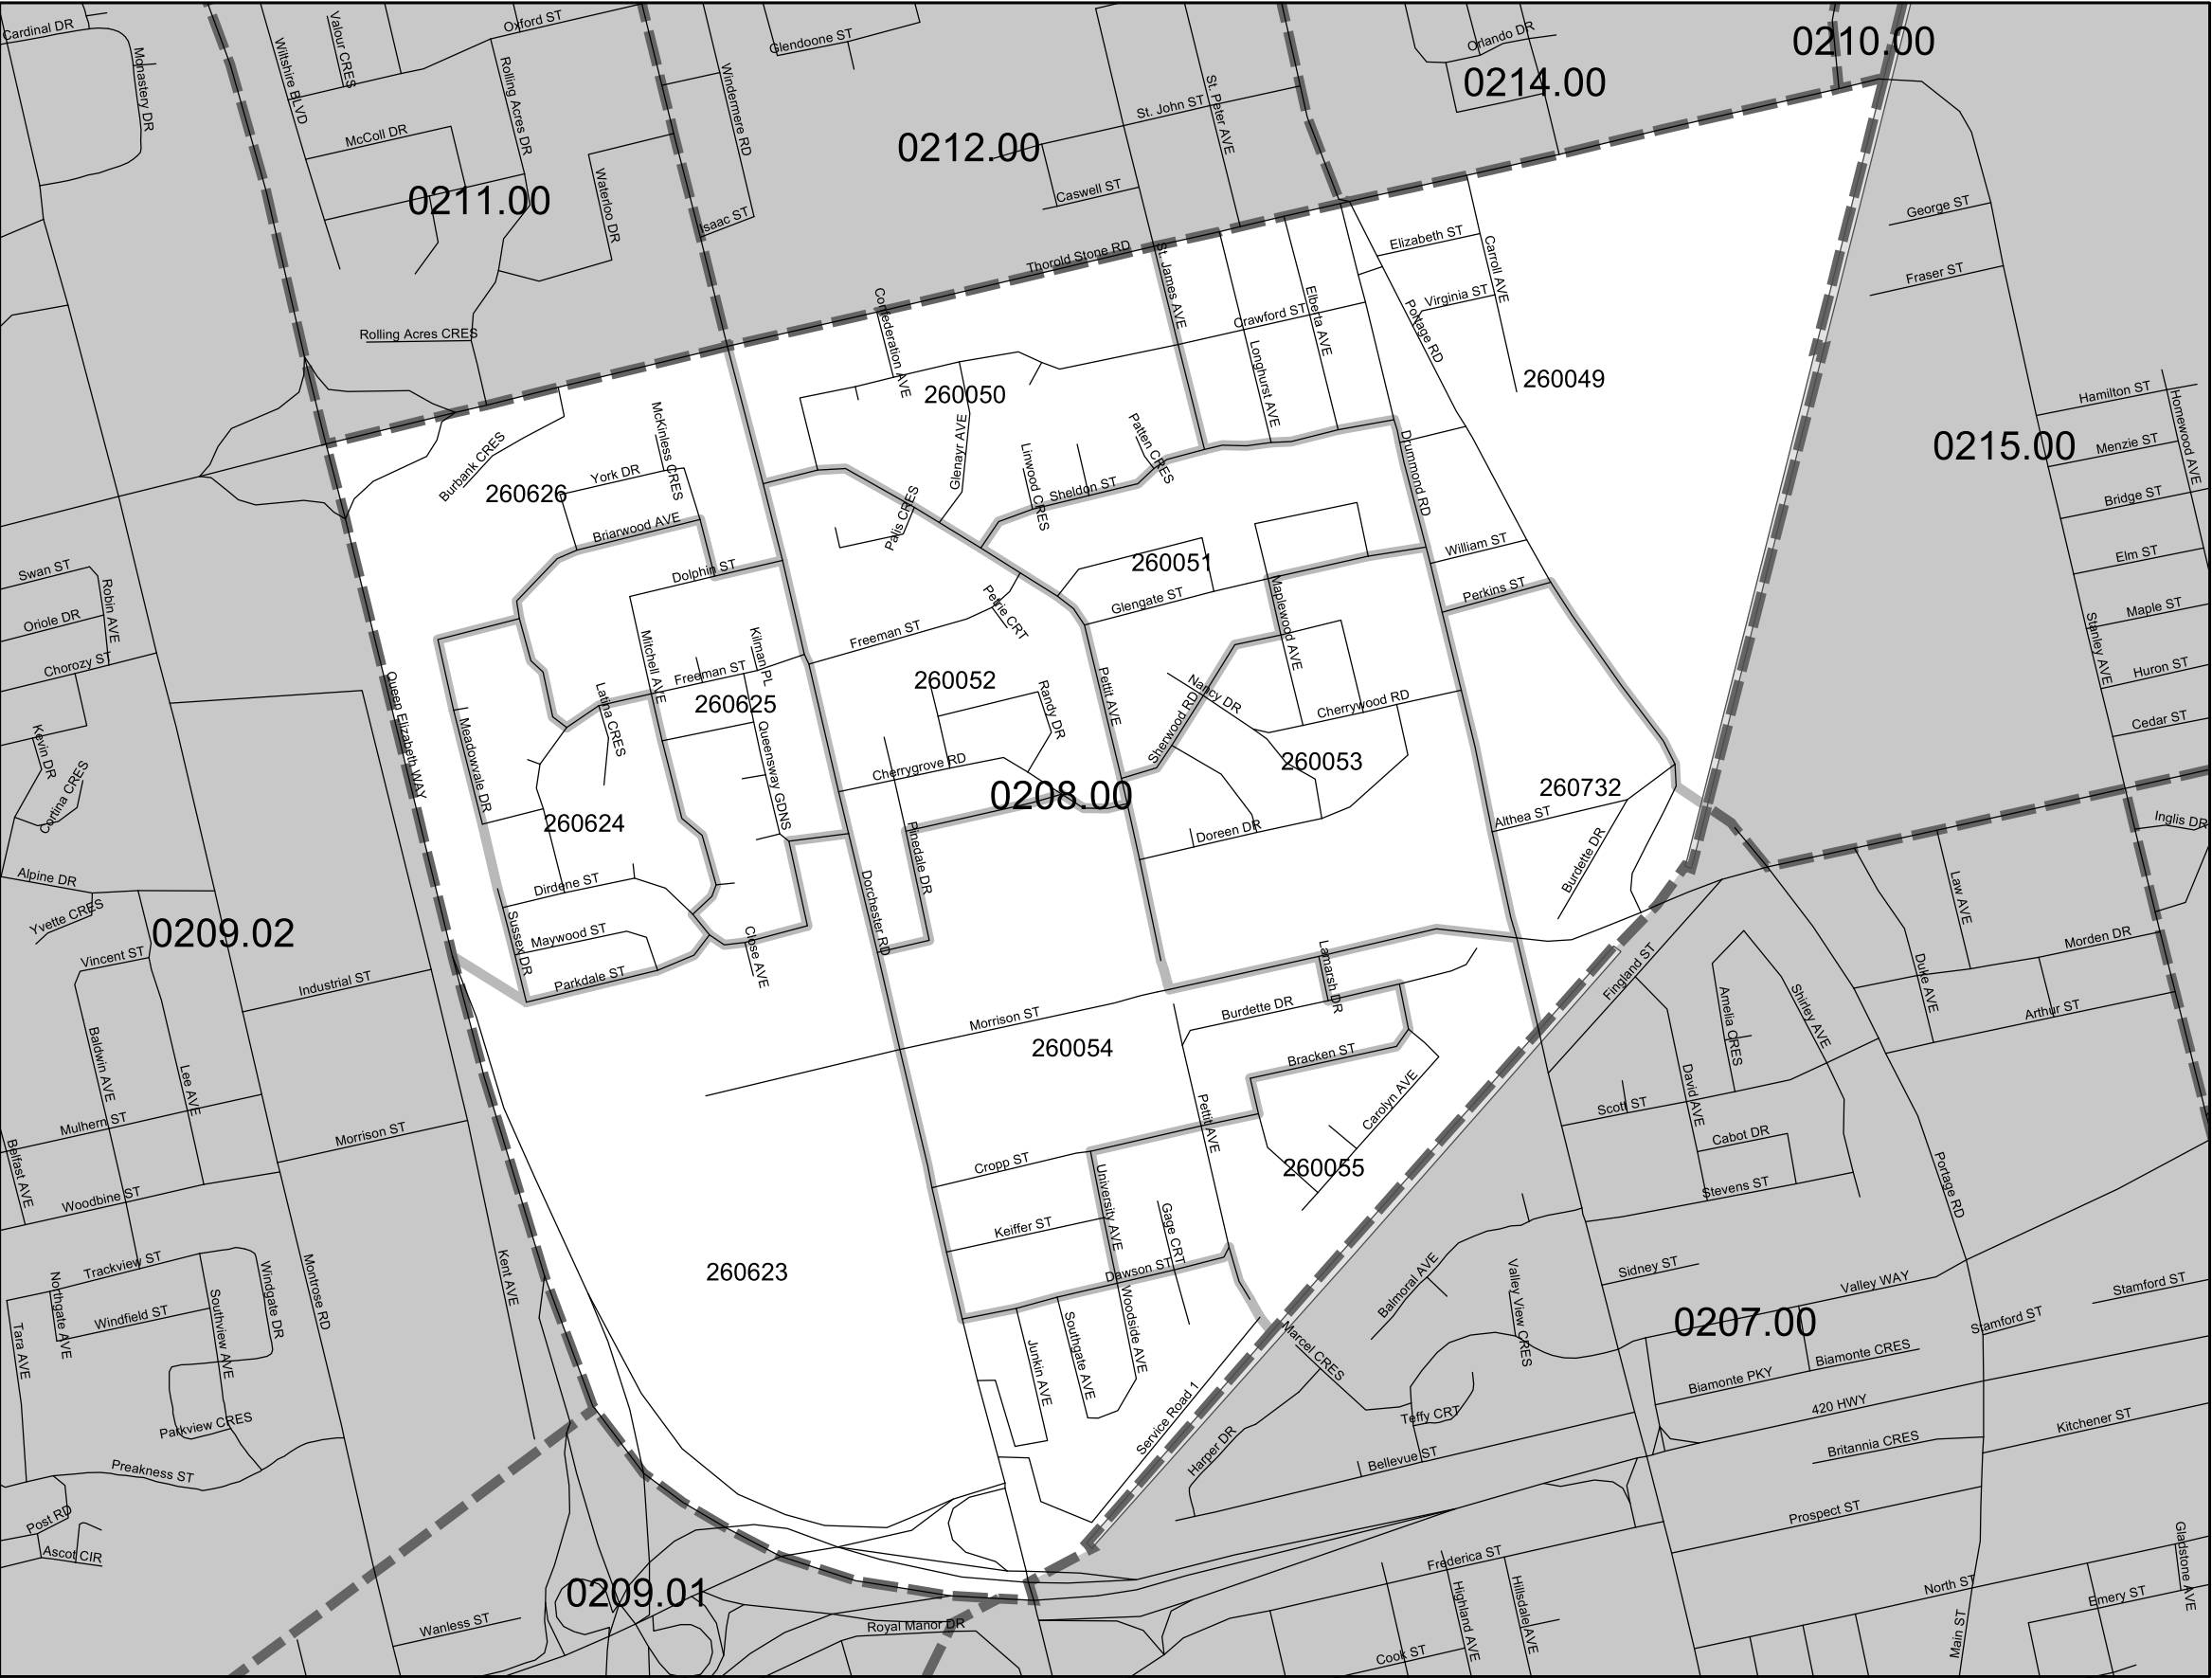 Cardinal DR
Monastery DR
Wiltshire BLVD
Valour CRES
Oxford ST
Rolling Acres DR
McColl DR
0211.00
Waterloo DR
Rolling Acres CRES
Windermere RD
Isaac ST
Glendoone ST
0212.00
St. John ST
St. Peter AVE
Caswell ST
Thorold Stone RD
Orlando DR
0214.00
0210.00
George ST
Fraser ST
Hamilton ST
Homewood AVE
Menzie ST
0215.00
Bridge ST
Elm ST
Maple ST
Stanley AVE
Huron ST
Cedar ST
Inglis DR
St. James AVE
Elizabeth ST
Carroll AVE
Virginia ST
Portage RD
Crawford ST
Elberta AVE
Longhurst AVE
260049
Confederation AVE
260050
Glenayr AVE
Linwood CRES
Patten CRES
Sheldon ST
Palis CRES
Drummond RD
McKinless CRES
Burbank CRES
York DR
260626
Briarwood AVE
Dolphin ST
260051
William ST
Perkins ST
Glengate ST
Maplewood AVE
Petrie CRT
Freeman ST
Swan ST
Robin AVE
Oriole DR
Chorozy ST
Kevin DR
Cortina CRES
Queen Elizabeth WAY
Mitchell AVE
Kilman PL
Freeman ST
260625
Latina CRES
Queensway GDNS
Meadowvale DR
260624
260052
Randy DR
Cherrygrove RD
0208.00
Pettit AVE
Nancy DR
Sherwood RD
Cherrywood RD
260053
Doreen DR
260732
Althea ST
Burdette DR
Pinedale DR
Dorchester RD
Dirdene ST
Sussex DR
Maywood ST
Parkdale ST
Close AVE
Alpine DR
Yvette CRES
0209.02
Vincent ST
Industrial ST
Baldwin AVE
Lee AVE
Mulhern ST
Belfast AVE
Morrison ST
Woodbine ST
Morrison ST
260054
Lamarsh DR
Burdette DR
Bracken ST
Carolyn AVE
Pettit AVE
260055
Cropp ST
University AVE
Keiffer ST
Gage CRT
Dawson ST
Woodside AVE
Southgate AVE
Junkin AVE
260623
Service Road 1
Fingland ST
Law AVE
Duke AVE
Morden DR
Arthur ST
Amelia CRES
Shirley AVE
David AVE
Scott ST
Cabot DR
Stevens ST
Portage RD
Sidney ST
Valley WAY
Stamford ST
Stamford ST
0207.00
Balmoral AVE
Valley View CRES
Marcel CRES
Biamonte CRES
Biamonte PKY
420 HWY
Kitchener ST
Britannia CRES
Teffy CRT
Harper DR
Bellevue ST
Prospect ST
Trackview ST
Northgate AVE
Windfield ST
Southview AVE
Windgate DR
Montrose RD
Kent AVE
Tara AVE
Parkview CRES
Preakness ST
Post RD
Ascot CIR
0209.01
Wanless ST
Royal Manor DR
Frederica ST
Highland AVE
Hillsdale AVE
Cook ST
North ST
Emery ST
Gladstone AVE
Main ST